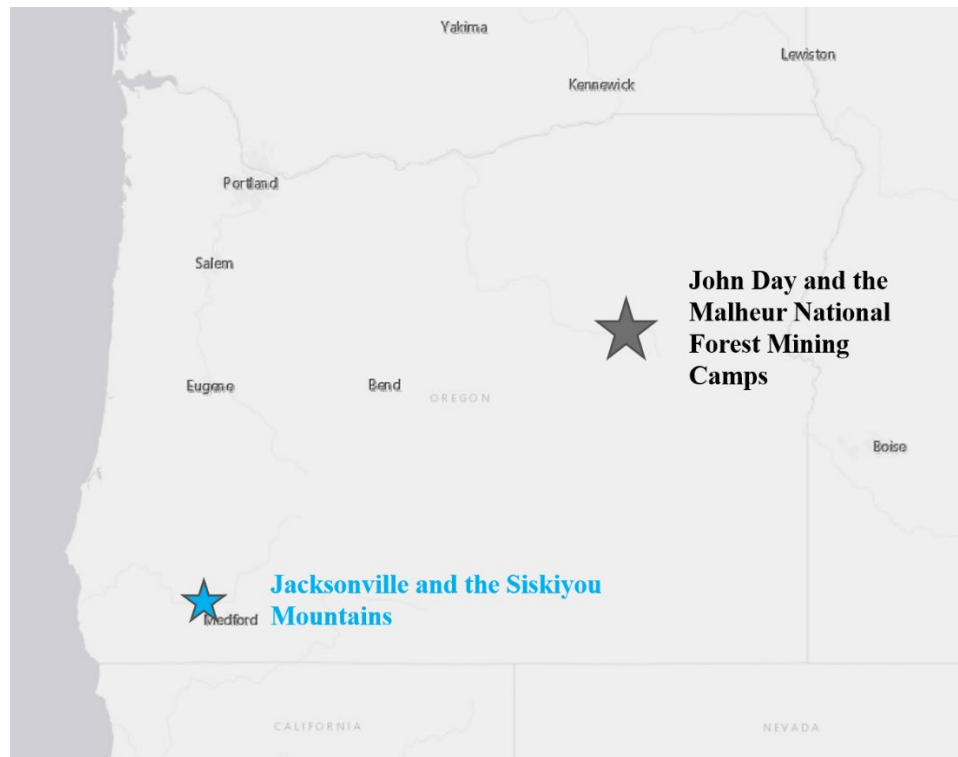 Yakima
Lewiston
Kennewick
Portland
Salem
John Day and the
Malheur National
Forest Mining
Camps
Eugene
Bend
OREGON
Boise
Jacksonville and the Siskiyou
Mountains
Medford
CALIFORNIA
NEVADA